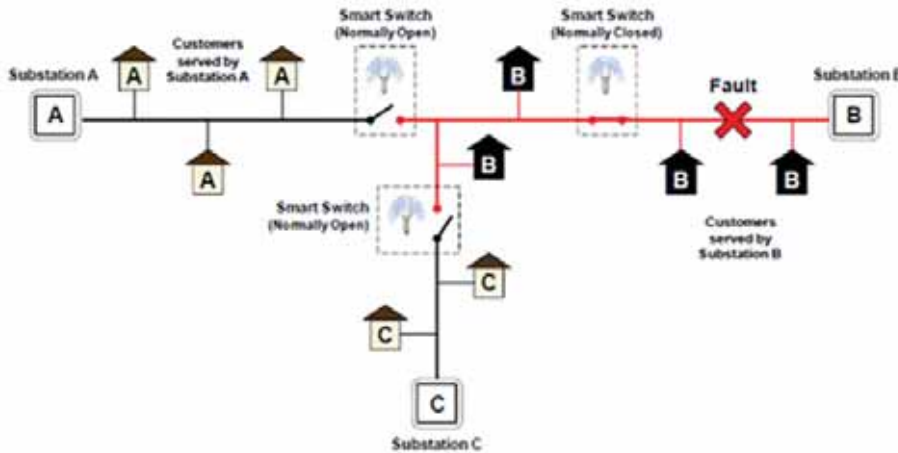 Smart Switch
(Normally Open)
Smart Switch
(Normally Closed)
Customers
served by
Substation A
Substation A
Fault
Substation B
A
A
A
A
B
B
B
B
B
B
Smart Switch
(Normally Open)
Customers
served by
Substation B
C
C
C
Substation C